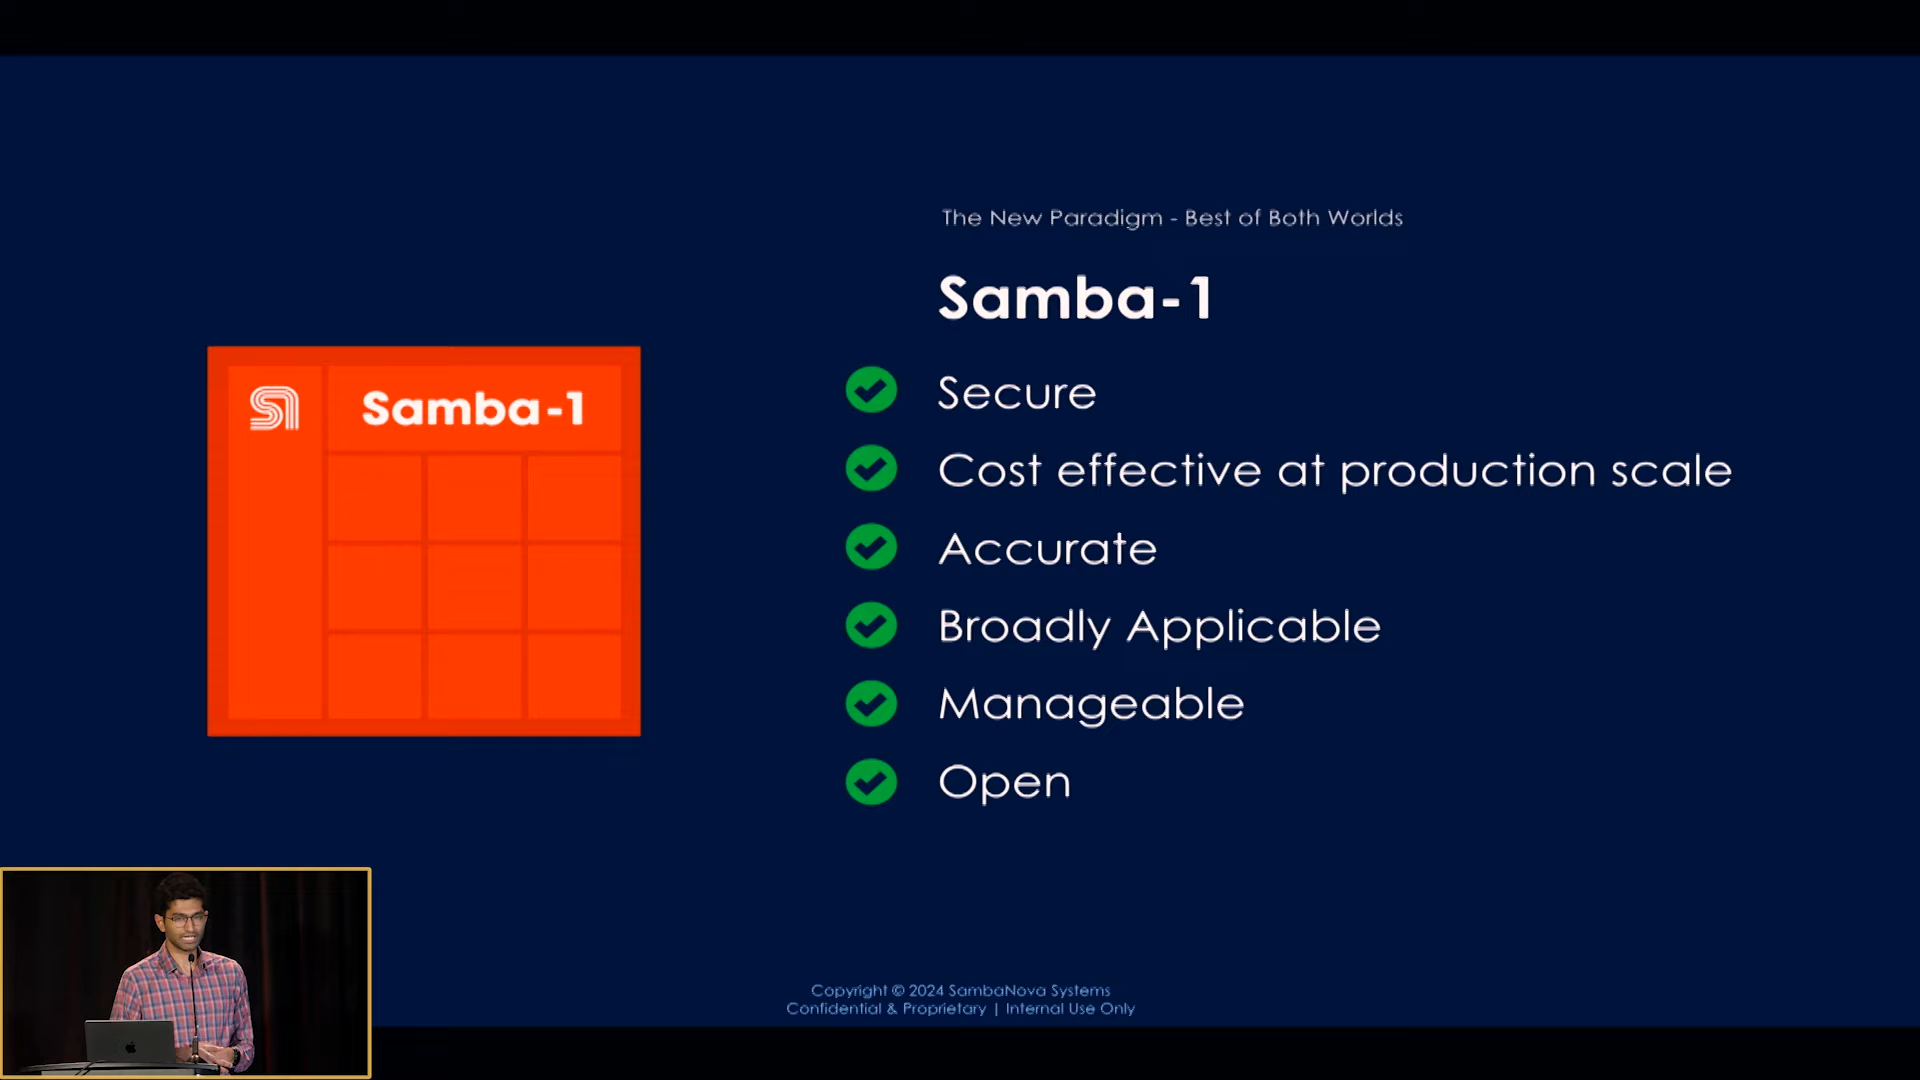 The New Paradigm - Best of Both Worlds
Samba-1
Samba-1
Secure
Cost effective at production scale
Accurate
Broadly Applicable
Manageable
Open
Copyright © 2024 SambaNova Systems
Confidential & Proprietary | Internal Use Only